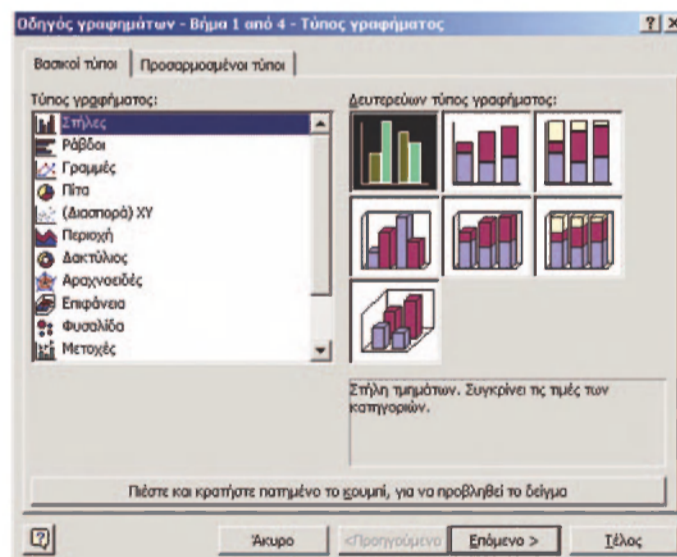 Οδηγός γραφημάτων - Βήμα 1 από 4 - Τύπος γραφήματος
Βασικοί τύποι
Προσαρμοσμένοι τύποι
Τύπος γραφήματος:
Στήλες
Ράβδοι
Γραμμές
Πίτα
(Διασπορά) XY
Περιοχή
Δακτύλιος
Αραχνοειδές
Επιφάνεια
Φυσαλίδα
Μετοχές
Δευτερεύων τύπος γραφήματος:
Στήλη τμημάτων. Συγκρίνει τις τιμές των
κατηγοριών.
Πιέστε και κρατήστε πατημένο το κουμπί, για να προβληθεί το δείγμα
Άκυρο
<Προηγούμενο
Επόμενο >
Τέλος